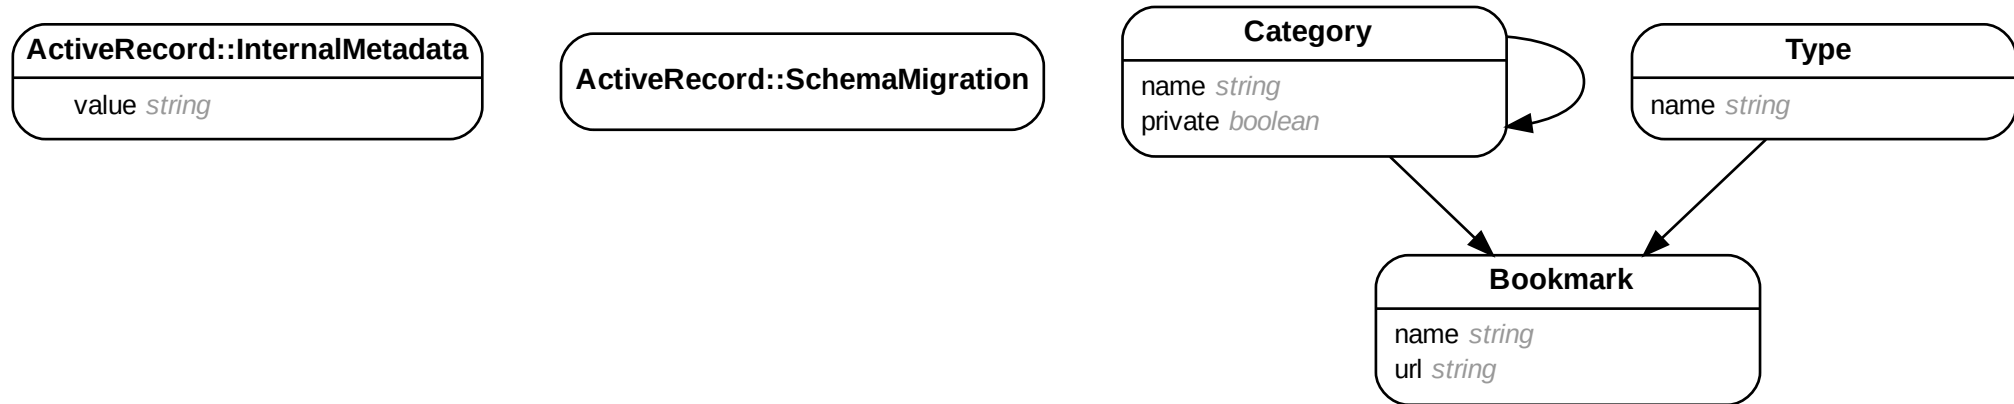 ActiveRecord::InternalMetadata
value string
ActiveRecord::SchemaMigration
Category
name string
private boolean
Type
name string
Bookmark
name string
url string